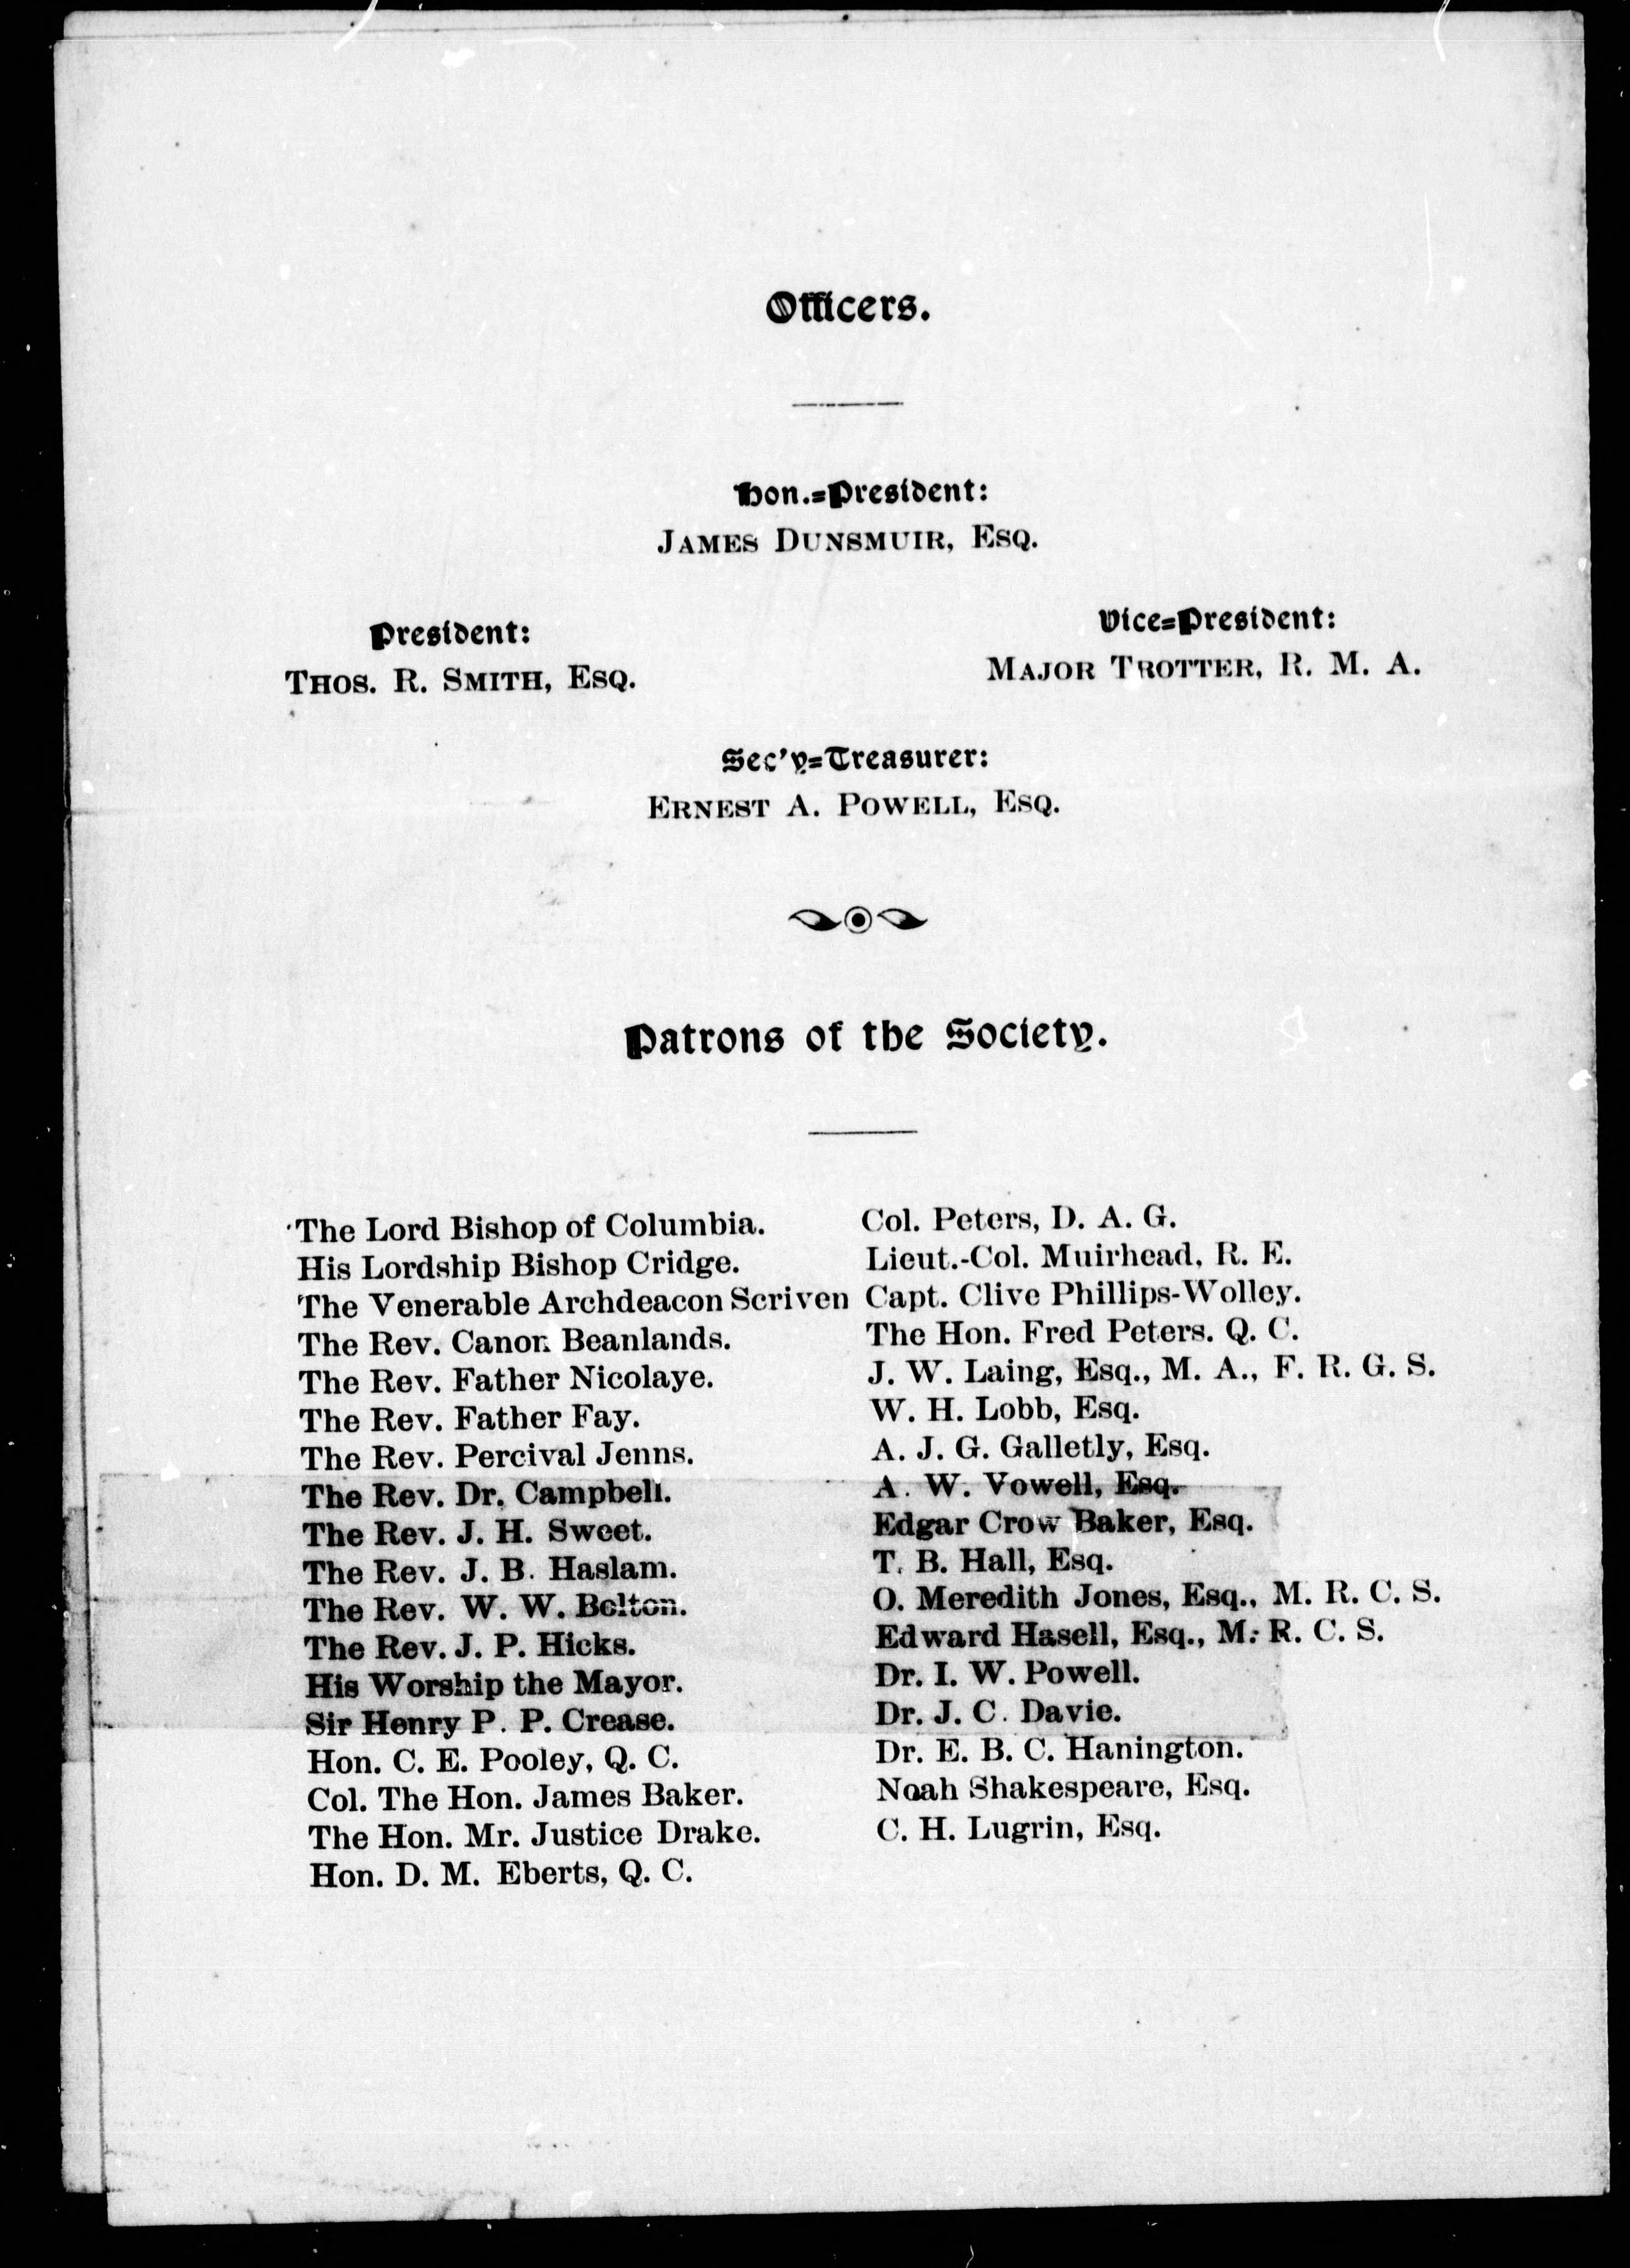 Officers.
Hon.-President:
JAMES DUNSMUIR, ESQ.
President:
THOS. R. SMITH, ESQ.
Vice-President:
MAJOR TROTTER, R. M. A.
Sec'y-Treasurer:
ERNEST A. POWELL, ESQ.
Patrons of the Society.
The Lord Bishop of Columbia.
His Lordship Bishop Cridge.
The Venerable Archdeacon Scriven
The Rev. Canon Beanlands.
The Rev. Father Nicolaye.
The Rev. Father Fay.
The Rev. Percival Jenns.
The Rev. Dr. Campbell.
The Rev. J. H. Sweet.
The Rev. J. B. Haslam.
The Rev. W. W. Bolton.
The Rev. J. P. Hicks.
His Worship the Mayor.
Sir Henry P. P. Crease.
Hon. C. E. Pooley, Q. C.
Col. The Hon. James Baker.
The Hon. Mr. Justice Drake.
Hon. D. M. Eberts, Q. C.
Col. Peters, D. A. G.
Lieut.-Col. Muirhead, R. E.
Capt. Clive Phillips-Wolley.
The Hon. Fred Peters. Q. C.
J. W. Laing, Esq., M. A., F. R. G. S.
W. H. Lobb, Esq.
A. J. G. Galletly, Esq.
A. W. Vowell, Esq.
Edgar Crow Baker, Esq.
T. B. Hall, Esq.
O. Meredith Jones, Esq., M. R. C. S.
Edward Hasell, Esq., M. R. C. S.
Dr. I. W. Powell.
Dr. J. C. Davie.
Dr. E. B. C. Hanington.
Noah Shakespeare, Esq.
C. H. Lugrin, Esq.